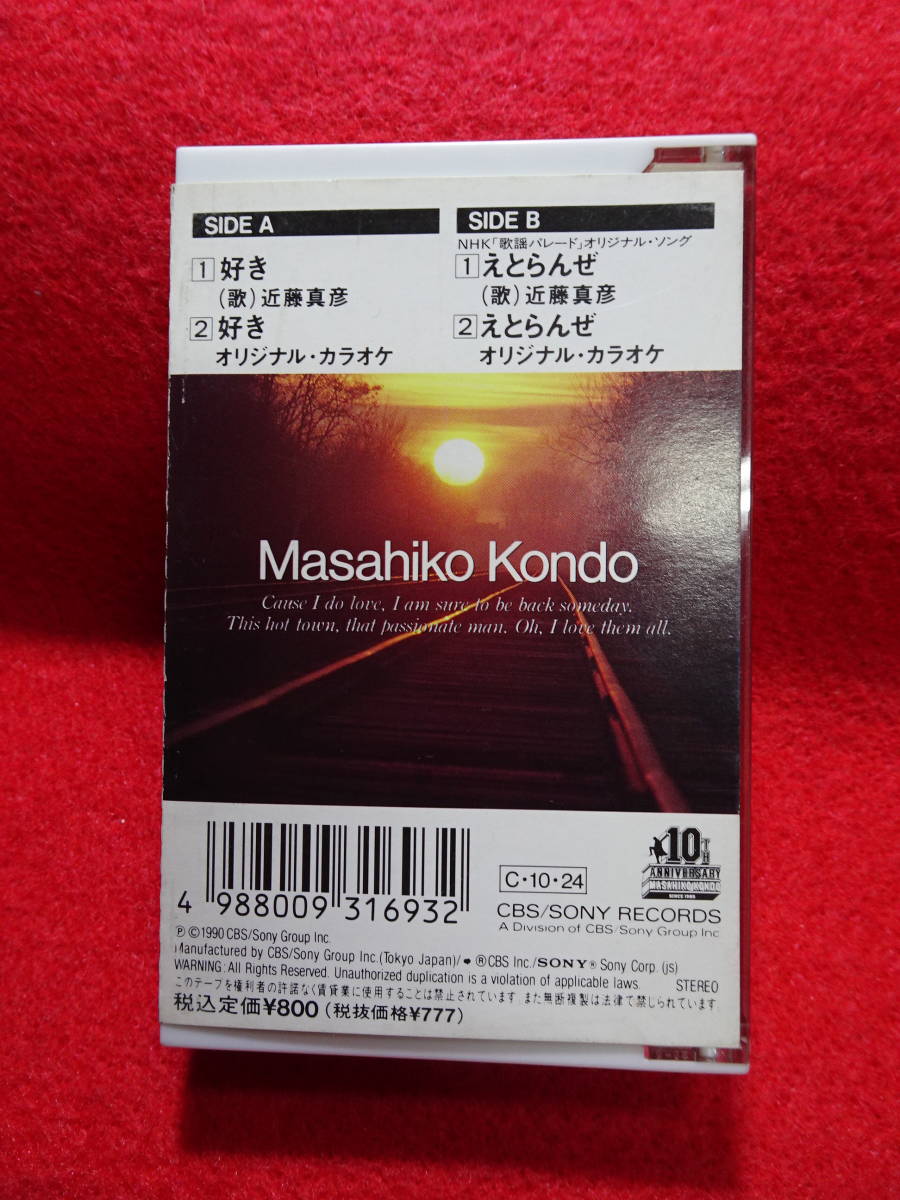 SIDE A
1 好き
(歌)近藤真彦
2 好き
オリジナル・カラオケ
SIDE B
NHK「歌謡パレード」オリジナル・ソング
1 えとらんぜ
(歌)近藤真彦
2 えとらんぜ
オリジナル・カラオケ
Masahiko Kondo
Cause I do love, I am sure to be back someday.
This hot town, that passionate man. Oh, I love them all.
4 988009 316932
C・10・24
10TH
ANNIVERSARY
MASAHIKO KONDO
SINCE 1980
CBS/SONY RECORDS
A Division of CBS/Sony Group Inc
Ⓟ©1990 CBS/Sony Group Inc.
Manufactured by CBS/Sony Group Inc.(Tokyo Japan)/ ®CBS Inc./SONY® Sony Corp. (js)
WARNING: All Rights Reserved. Unauthorized duplication is a violation of applicable laws. STEREO
このテープを権利者の許諾なく賃貸業に使用することは禁止されています。また無断複製は法律で禁じられています。
税込定価¥800 (税抜価格¥777)